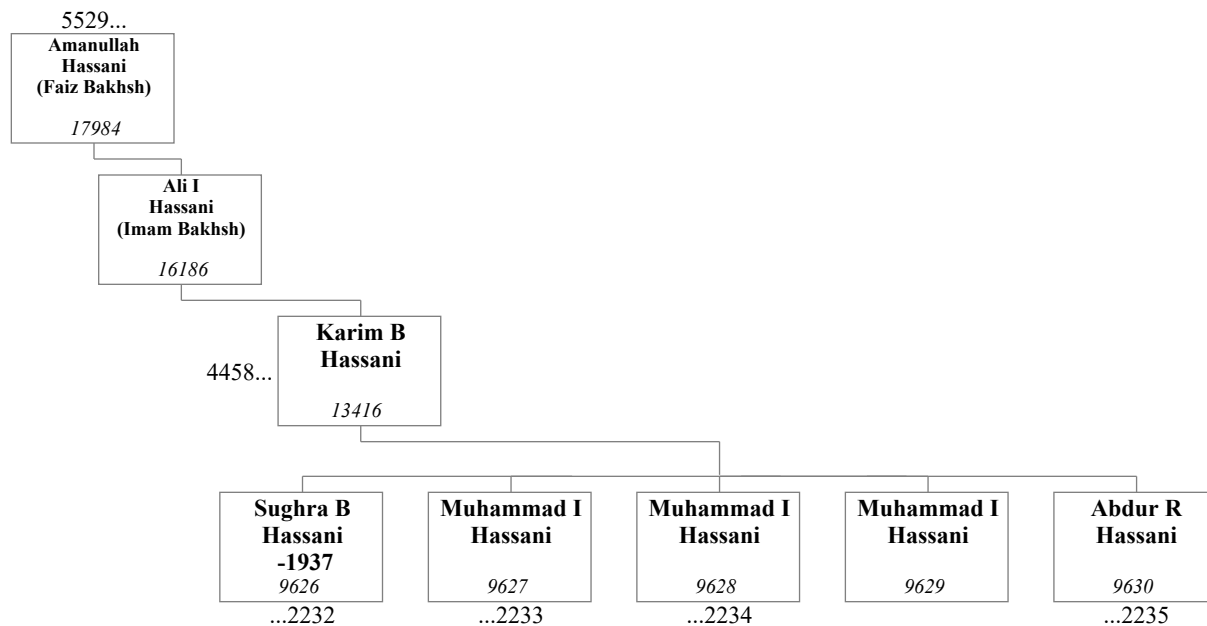 5529...
Amanullah
Hassani
(Faiz Bakhsh)
17984
Ali I
Hassani
(Imam Bakhsh)
16186
Karim B
Hassani
4458...
13416
Sughra B
Hassani
-1937
9626
...2232
Muhammad I
Hassani
9627
...2233
Muhammad I
Hassani
9628
...2234
Muhammad I
Hassani
9629
Abdur R
Hassani
9630
...2235